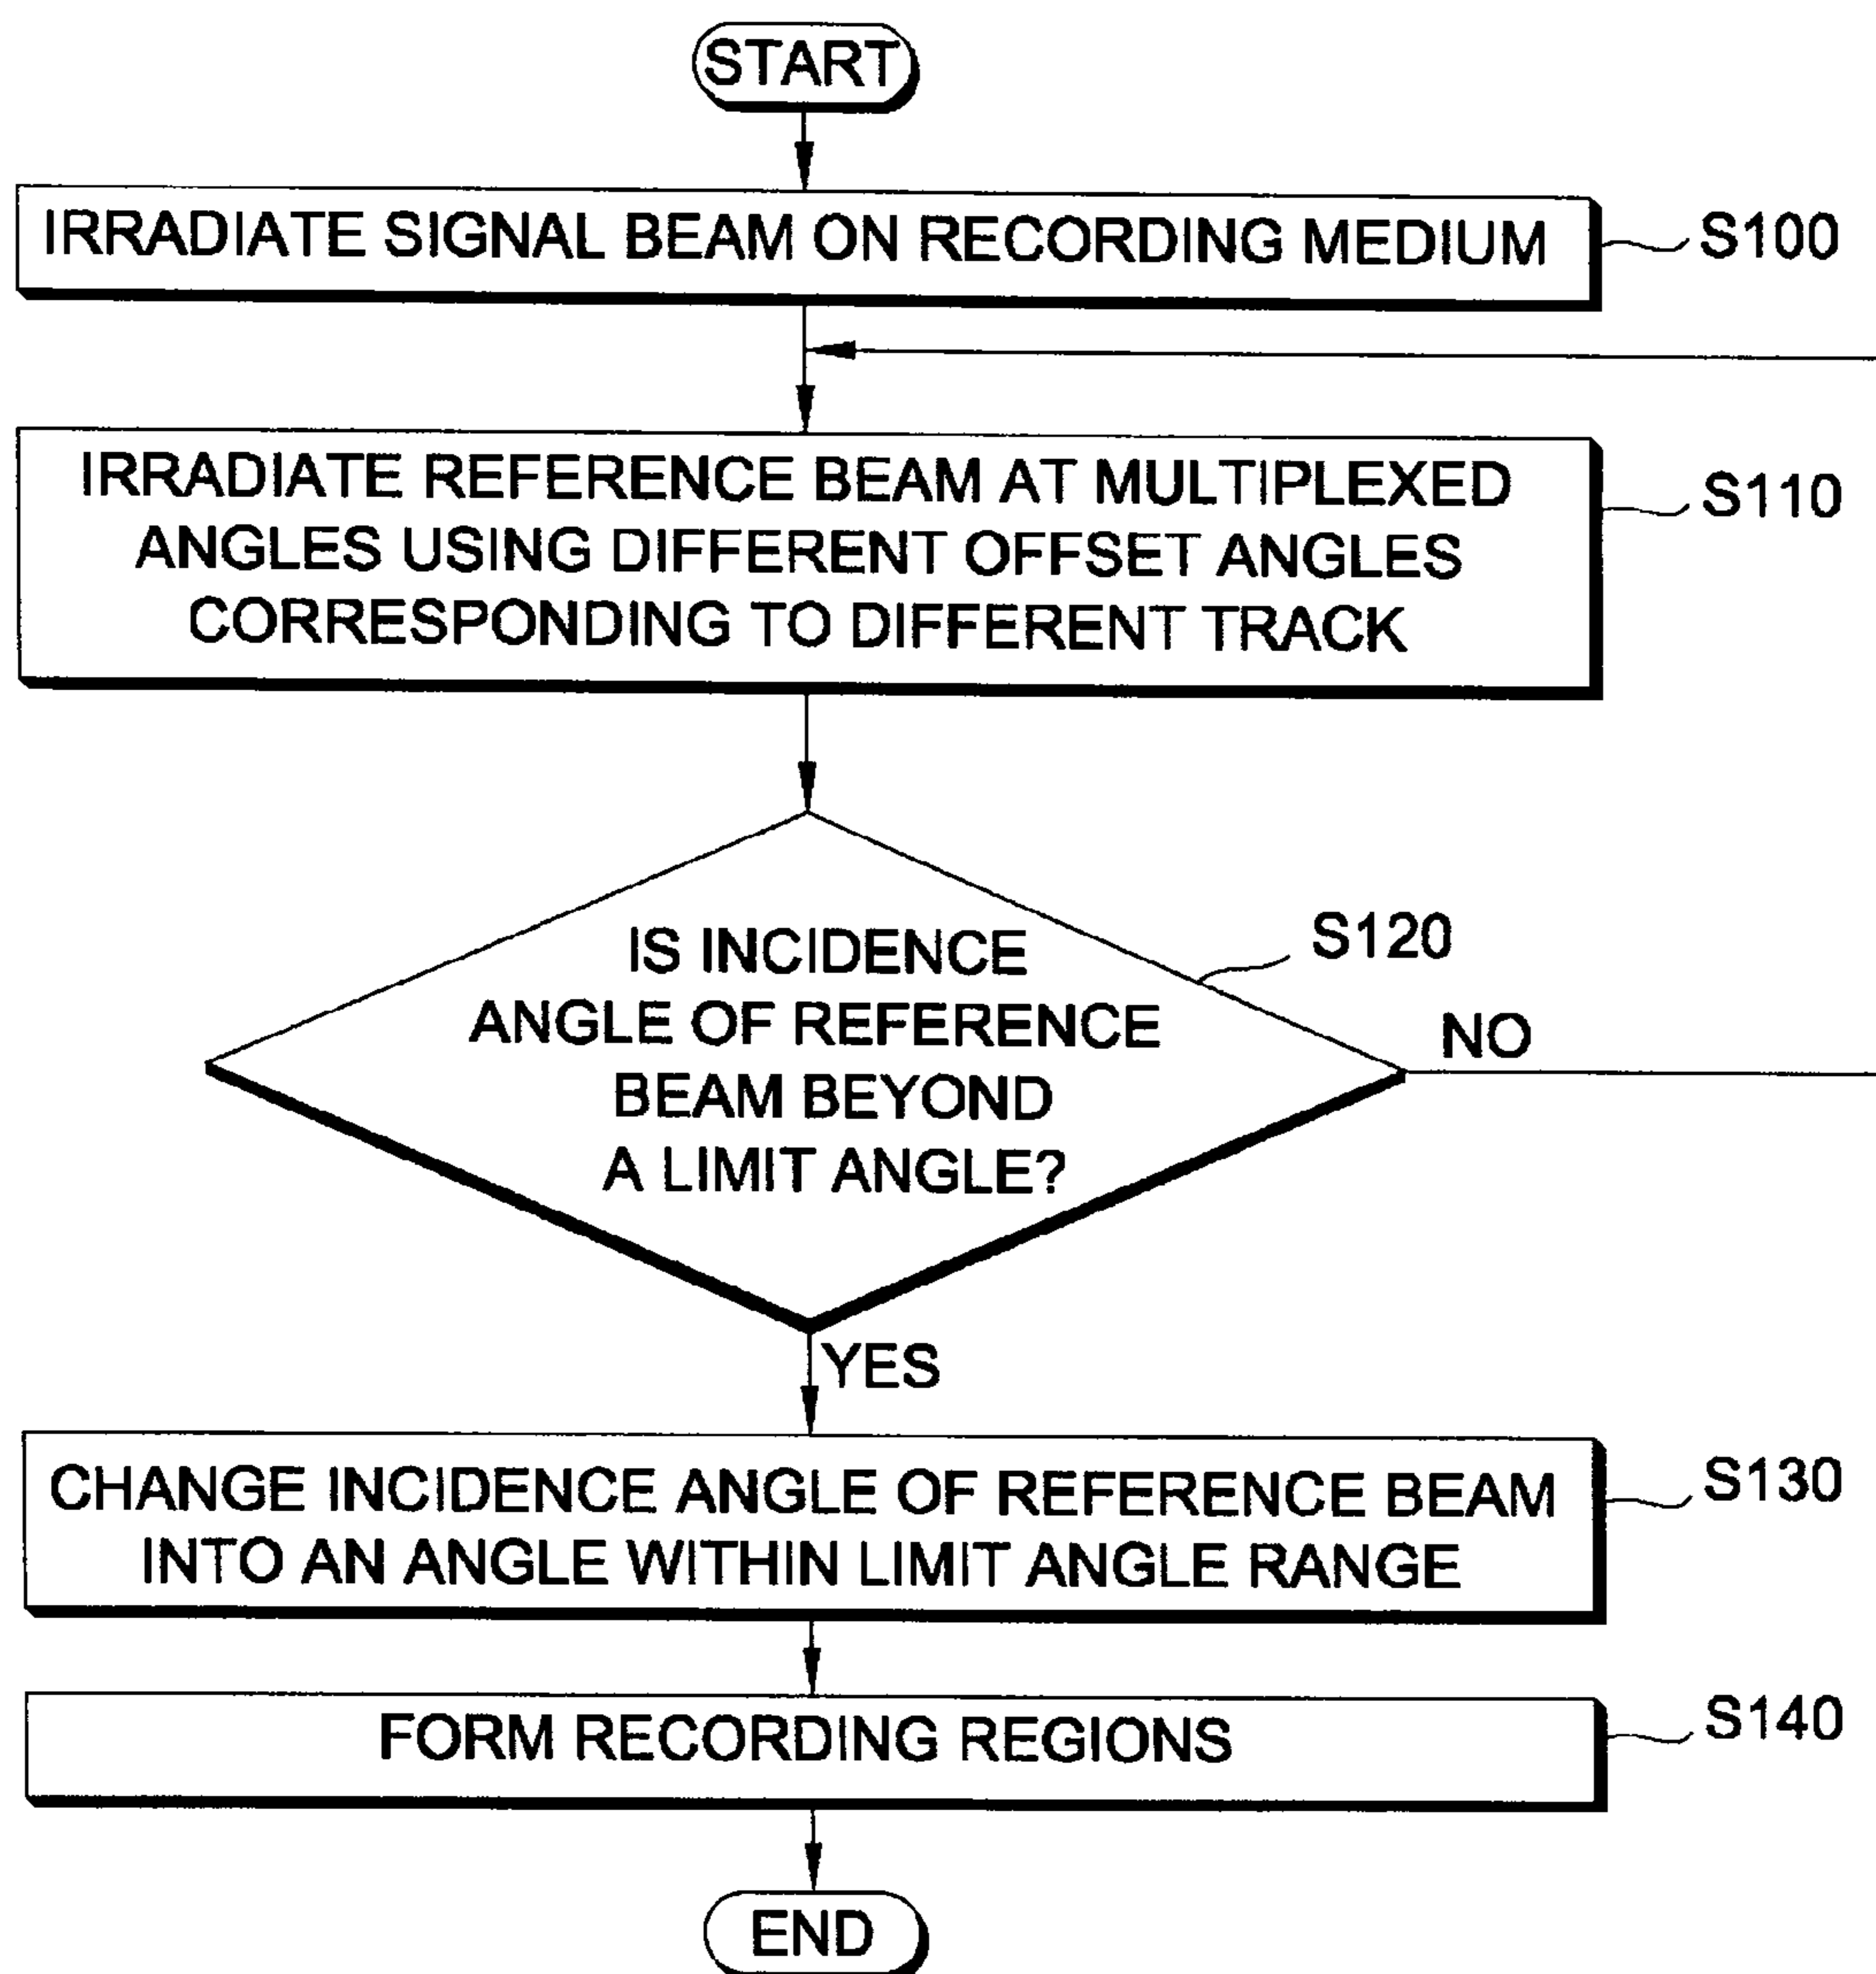 START
IRRADIATE SIGNAL BEAM ON RECORDING MEDIUM
S100
IRRADIATE REFERENCE BEAM AT MULTIPLEXED
ANGLES USING DIFFERENT OFFSET ANGLES
CORRESPONDING TO DIFFERENT TRACK
S110
IS INCIDENCE
ANGLE OF REFERENCE
BEAM BEYOND
A LIMIT ANGLE?
S120
NO
YES
CHANGE INCIDENCE ANGLE OF REFERENCE BEAM
INTO AN ANGLE WITHIN LIMIT ANGLE RANGE
S130
FORM RECORDING REGIONS
S140
END